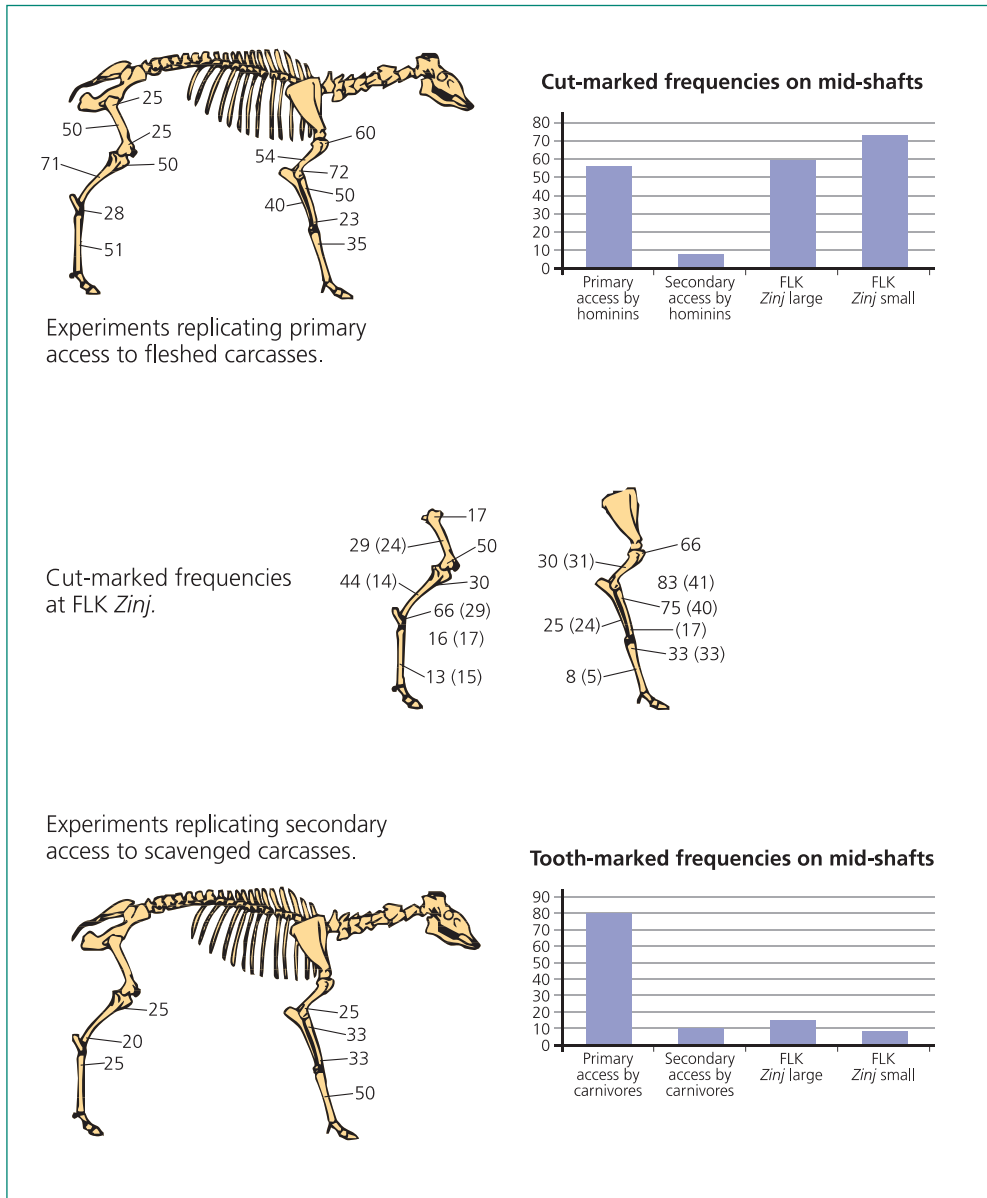 25
50
25
71
50
28
51
60
54
72
50
40
23
35
Experiments replicating primary
access to fleshed carcasses.
Cut-marked frequencies on mid-shafts
80
70
60
50
40
30
20
10
0
Primary
access by
hominins
Secondary
access by
hominins
FLK
Zinj large
FLK
Zinj small
Cut-marked frequencies
at FLK Zinj.
17
29 (24)
50
44 (14)
30
66 (29)
16 (17)
13 (15)
66
30 (31)
83 (41)
75 (40)
25 (24)
(17)
33 (33)
8 (5)
Experiments replicating secondary
access to scavenged carcasses.
25
20
25
25
33
33
50
Tooth-marked frequencies on mid-shafts
90
80
70
60
50
40
30
20
10
0
Primary
access by
carnivores
Secondary
access by
carnivores
FLK
Zinj large
FLK
Zinj small